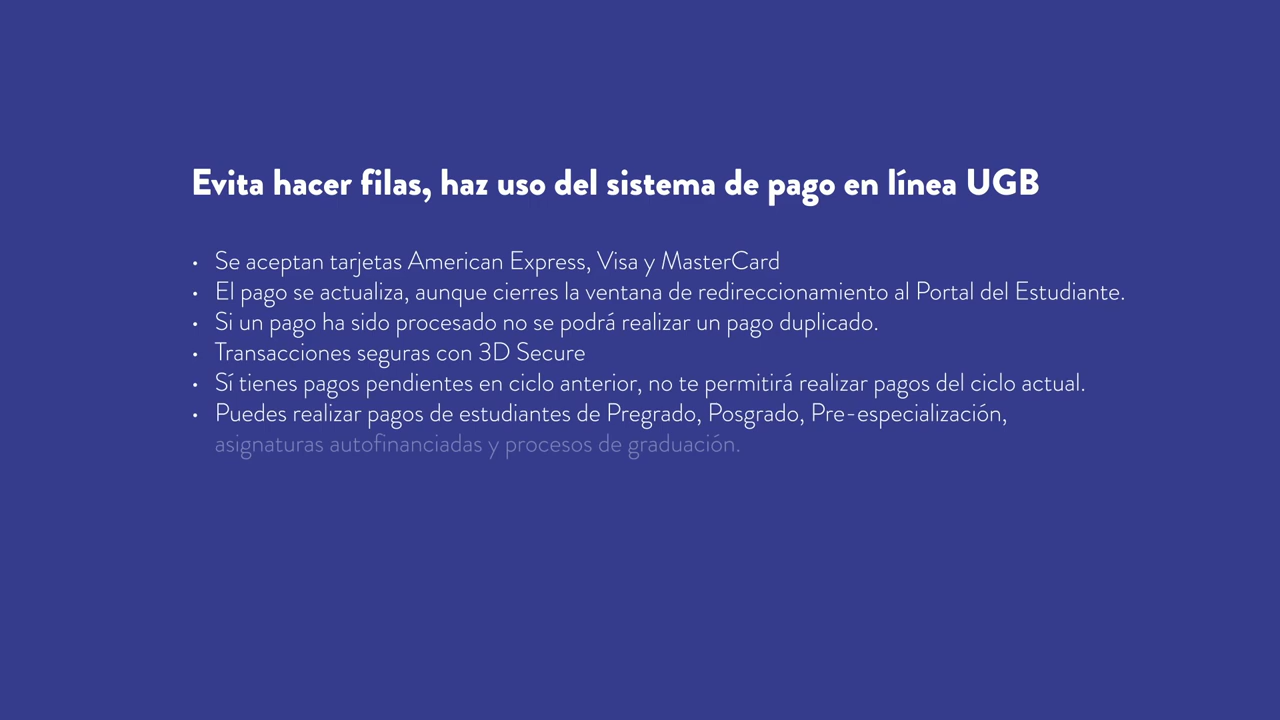 Evita hacer filas, haz uso del sistema de pago en línea UGB
• Se aceptan tarjetas American Express, Visa y MasterCard
• El pago se actualiza, aunque cierres la ventana de redireccionamiento al Portal del Estudiante.
• Si un pago ha sido procesado no se podrá realizar un pago duplicado.
• Transacciones seguras con 3D Secure
• Sí tienes pagos pendientes en ciclo anterior, no te permitirá realizar pagos del ciclo actual.
• Puedes realizar pagos de estudiantes de Pregrado, Posgrado, Pre-especialización,
asignaturas autofinanciadas y procesos de graduación.